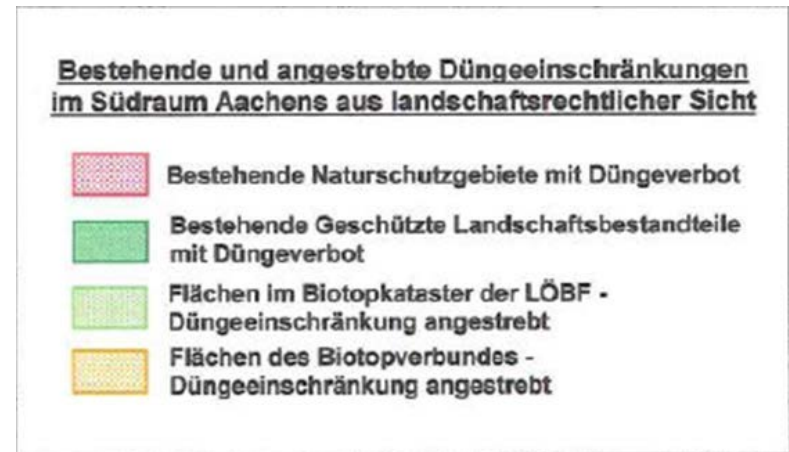 Bestehende und angestrebte Düngeeinschränkungen
im Südraum Aachens aus landschaftsrechtlicher Sicht
Bestehende Naturschutzgebiete mit Düngeverbot
Bestehende Geschützte Landschaftsbestandteile
mit Düngeverbot
Flächen im Biotopkataster der LÖBF -
Düngeeinschränkung angestrebt
Flächen des Biotopverbundes -
Düngeeinschränkung angestrebt